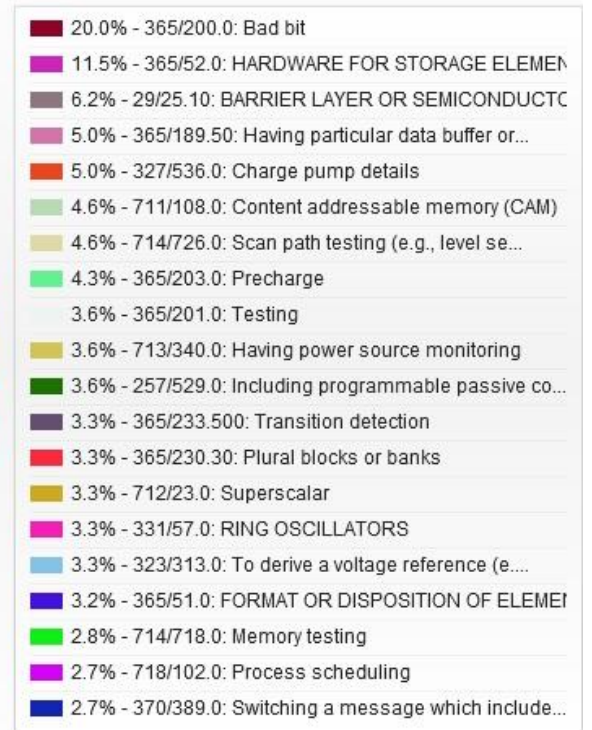 20.0% - 365/200.0: Bad bit
11.5% - 365/52.0: HARDWARE FOR STORAGE ELEMEN
6.2% - 29/25.10: BARRIER LAYER OR SEMICONDUCTO
5.0% - 365/189.50: Having particular data buffer or...
5.0% - 327/536.0: Charge pump details
4.6% - 711/108.0: Content addressable memory (CAM)
4.6% - 714/726.0: Scan path testing (e.g., level se...
4.3% - 365/203.0: Precharge
3.6% - 365/201.0: Testing
3.6% - 713/340.0: Having power source monitoring
3.6% - 257/529.0: Including programmable passive co...
3.3% - 365/233.500: Transition detection
3.3% - 365/230.30: Plural blocks or banks
3.3% - 712/23.0: Superscalar
3.3% - 331/57.0: RING OSCILLATORS
3.3% - 323/313.0: To derive a voltage reference (e....
3.2% - 365/51.0: FORMAT OR DISPOSITION OF ELEMEN
2.8% - 714/718.0: Memory testing
2.7% - 718/102.0: Process scheduling
2.7% - 370/389.0: Switching a message which include...